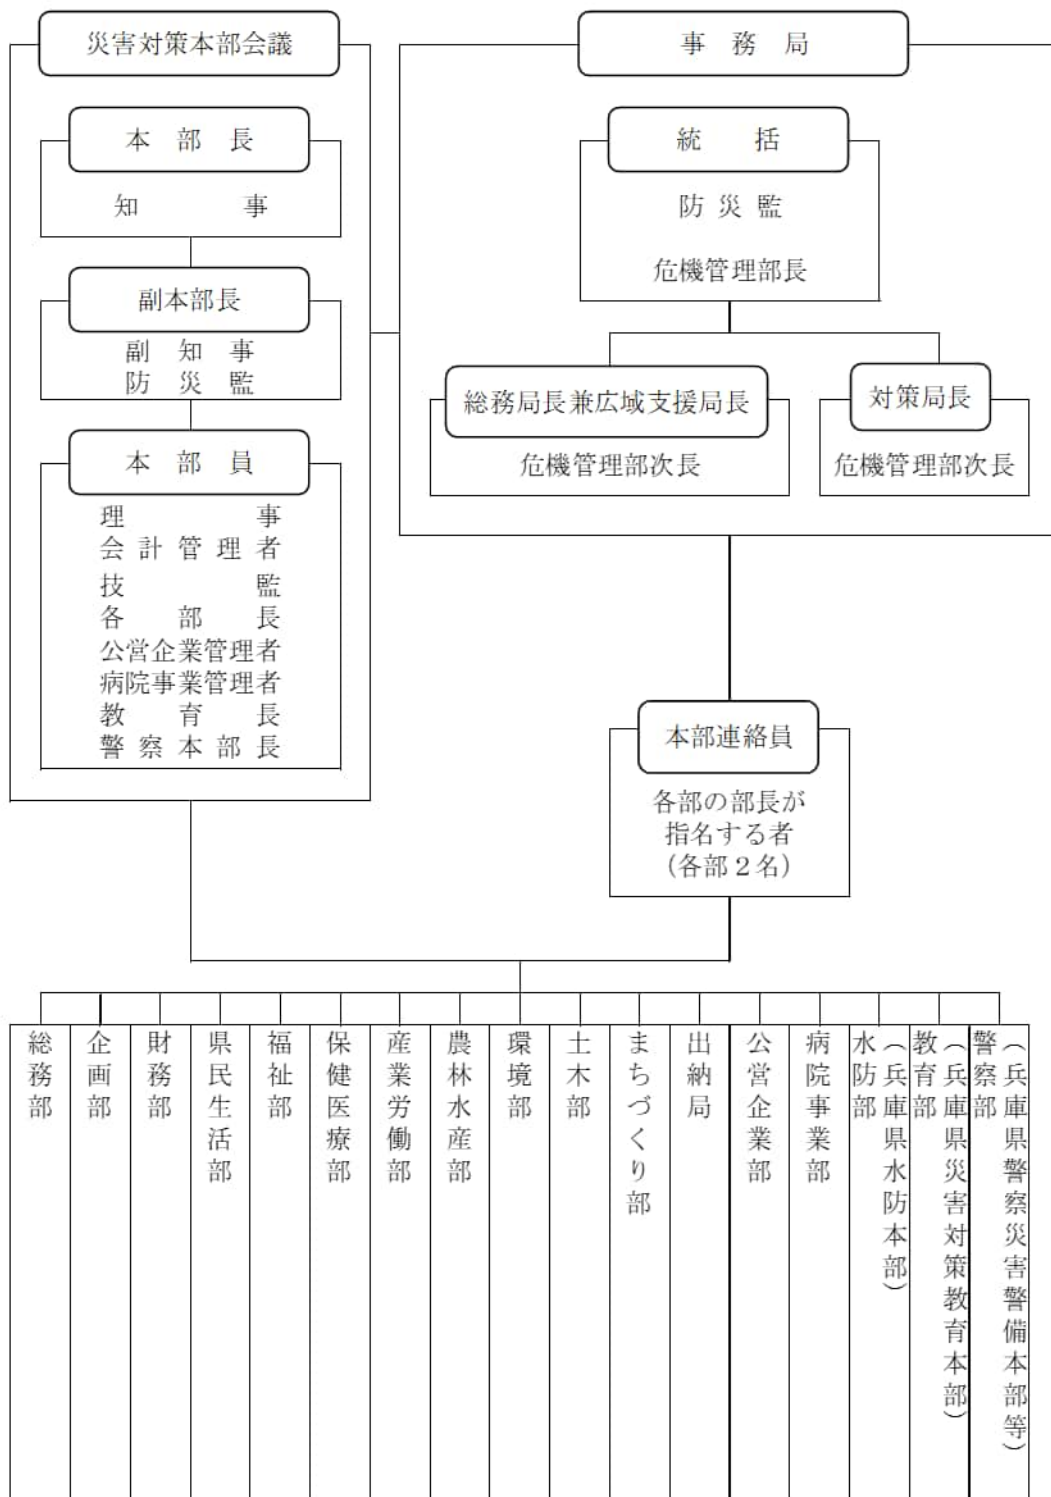 災害対策本部会議
本部長
知事
副本部長
副知事
防災監
本部員
理事
会計管理者
技監
各部長
公営企業管理者
病院事業管理者
教育長
警察本部長
事務局
統括
防災監
危機管理部長
総務局長兼広域支援局長
危機管理部次長
対策局長
危機管理部次長
本部連絡員
各部の部長が
指名する者
(各部2名)
総務部
企画部
財務部
県民生活部
福祉部
保健医療部
産業労働部
農林水産部
環境部
土木部
まちづくり部
出納局
公営企業部
病院事業部
水防部
(兵庫県水防本部)
教育部
(兵庫県災害対策教育本部)
警察部
(兵庫県警察災害警備本部等)